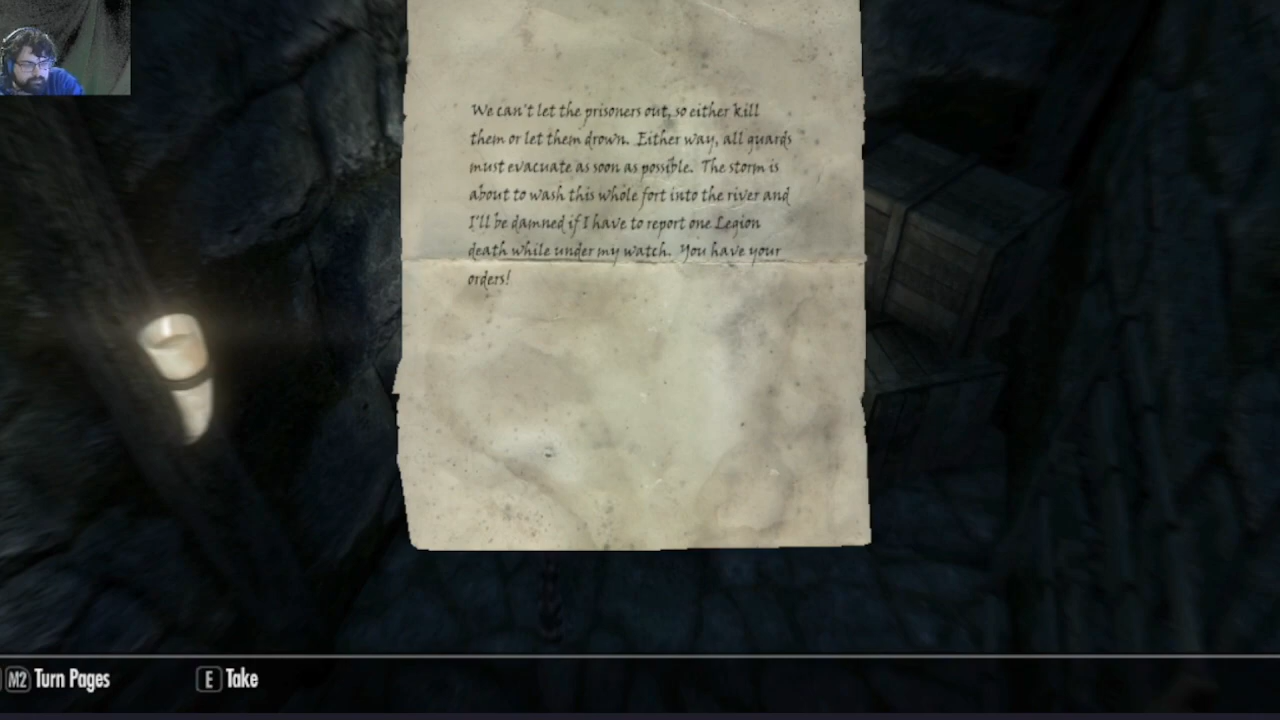 We can't let the prisoners out, so either kill
them or let them drown. Either way, all guards
must evacuate as soon as possible. The storm is
about to wash this whole fort into the river and
I'll be damned if I have to report one Legion
death while under my watch. You have your
orders!
M2 Turn Pages
E Take